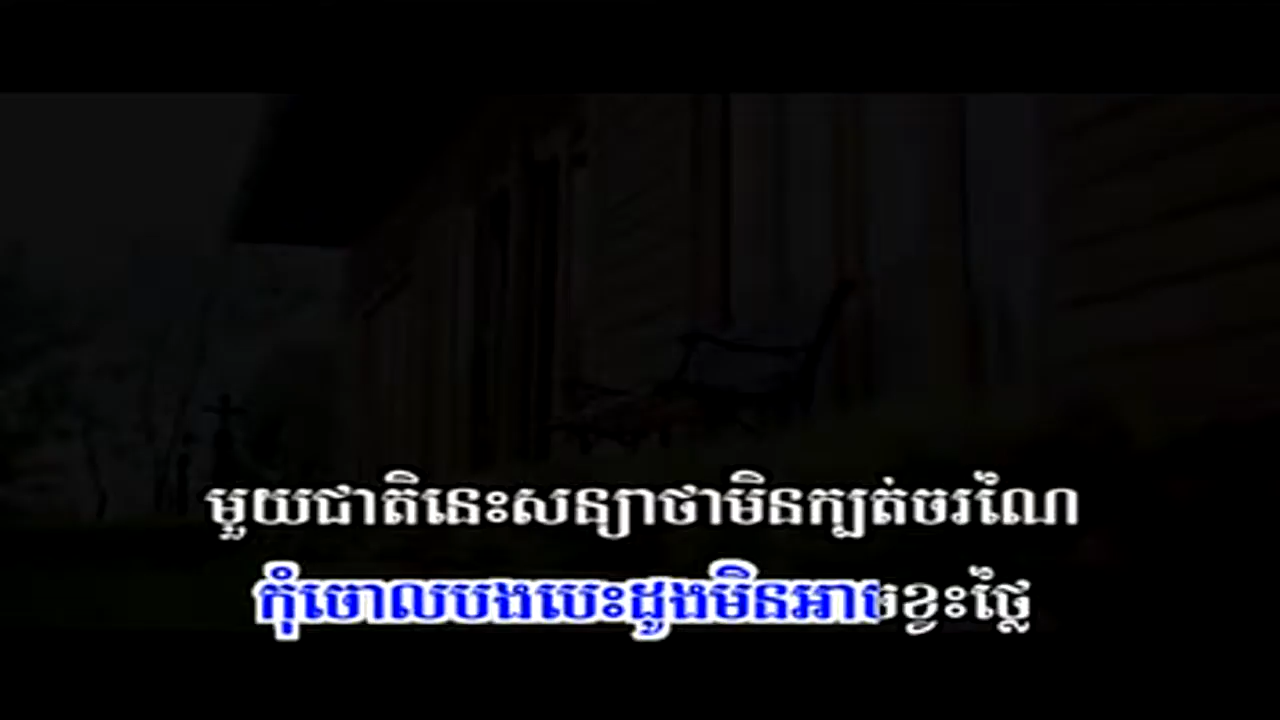 មួយជាតិនេះសន្យាថាមិនក្បត់ចរណៃ
កុំចោលបងបេះដូងមិនអាចខ្វះថ្លៃ